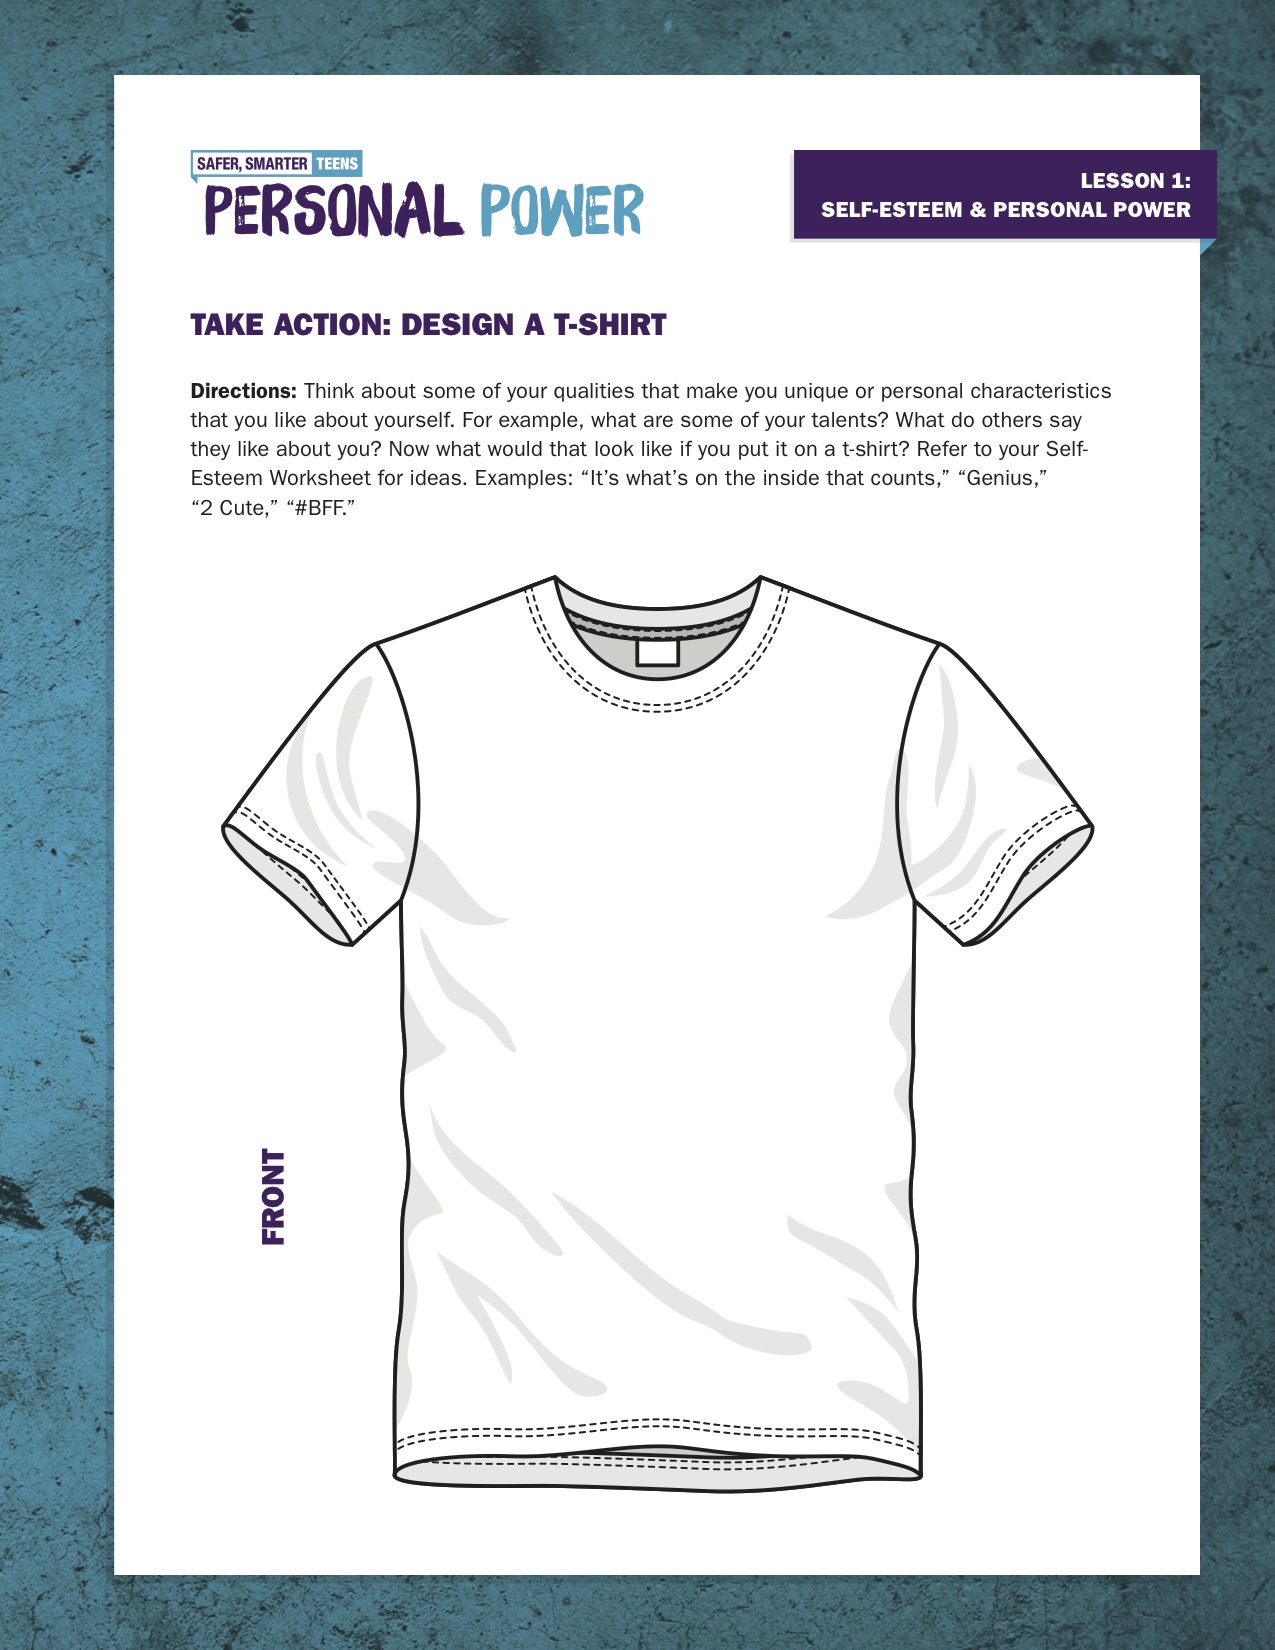 SAFER, SMARTER TEENS
PERSONAL POWER
LESSON 1:
SELF-ESTEEM & PERSONAL POWER
TAKE ACTION: DESIGN A T-SHIRT
Directions: Think about some of your qualities that make you unique or personal characteristics
that you like about yourself. For example, what are some of your talents? What do others say
they like about you? Now what would that look like if you put it on a t-shirt? Refer to your Self-
Esteem Worksheet for ideas. Examples: “It’s what’s on the inside that counts,” “Genius,”
“2 Cute,” “#BFF.”
FRONT